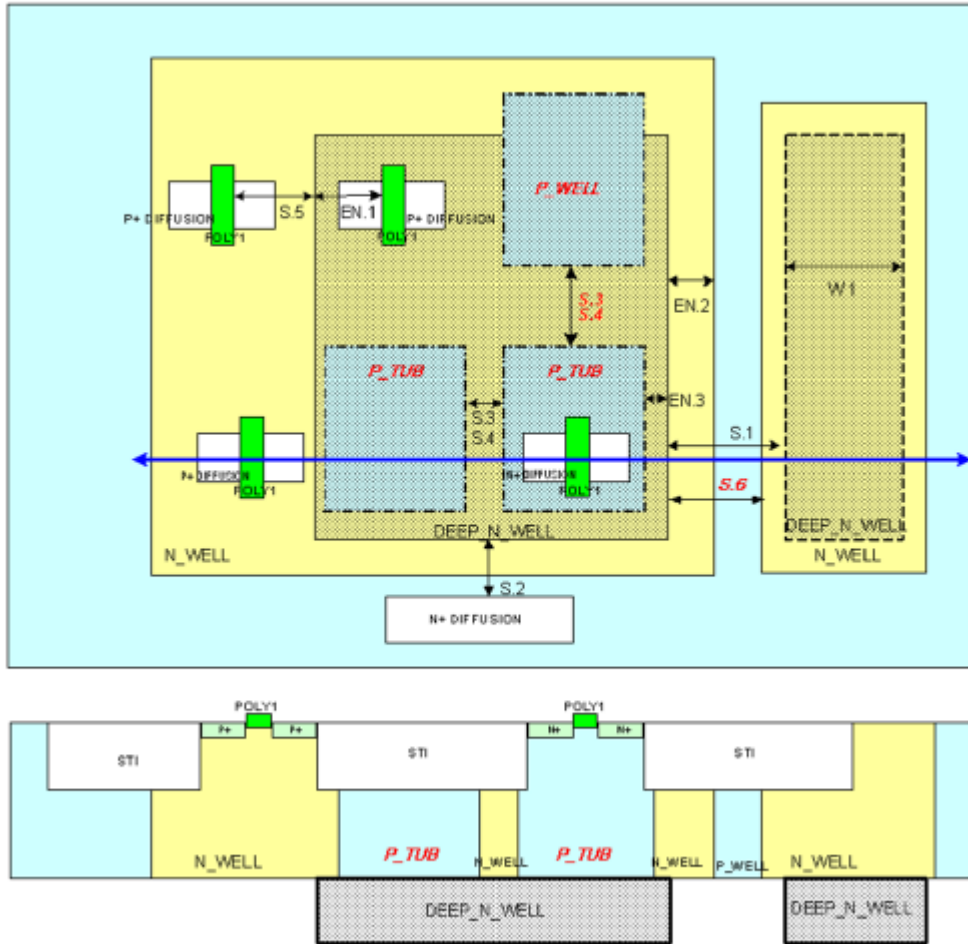 P_WELL
P+ DIFFUSION
POLY1
S.5
EN.1
P+ DIFFUSION
POLY1
S.3
S.4
EN.2
W1
P_TUB
P_TUB
S.3
S.4
EN.3
S.1
P+ DIFFUSION
POLY1
N+ DIFFUSION
POLY1
S.6
DEEP_N_WELL
DEEP_N_WELL
N_WELL
N_WELL
S.2
N+ DIFFUSION
POLY1
POLY1
P+
P+
N+
N+
STI
STI
STI
N_WELL
P_TUB
N_WELL
P_TUB
N_WELL
P_WELL
N_WELL
DEEP_N_WELL
DEEP_N_WELL